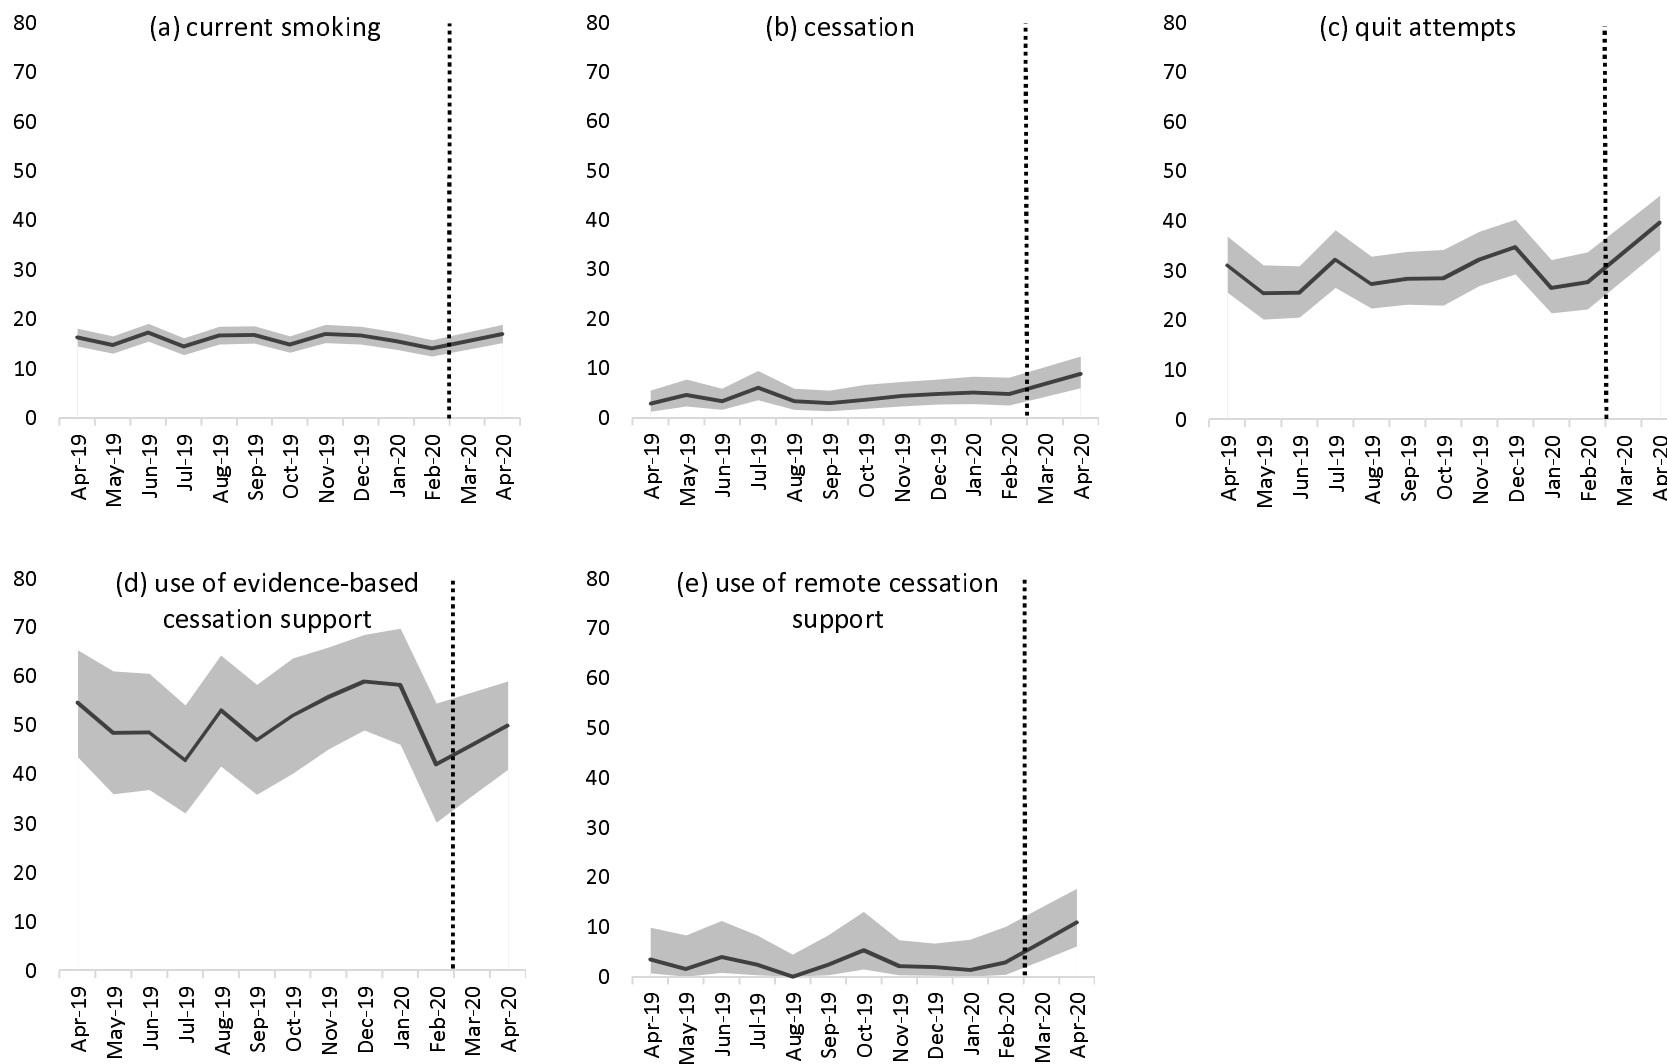 (a) current smoking
80
70
60
50
40
30
20
10
0
Apr-19
May-19
Jun-19
Jul-19
Aug-19
Sep-19
Oct-19
Nov-19
Dec-19
Jan-20
Feb-20
Mar-20
Apr-20
(b) cessation
80
70
60
50
40
30
20
10
0
Apr-19
May-19
Jun-19
Jul-19
Aug-19
Sep-19
Oct-19
Nov-19
Dec-19
Jan-20
Feb-20
Mar-20
Apr-20
(c) quit attempts
80
70
60
50
40
30
20
10
0
Apr-19
May-19
Jun-19
Jul-19
Aug-19
Sep-19
Oct-19
Nov-19
Dec-19
Jan-20
Feb-20
Mar-20
Apr-20
(d) use of evidence-based
cessation support
80
70
60
50
40
30
20
10
0
Apr-19
May-19
Jun-19
Jul-19
Aug-19
Sep-19
Oct-19
Nov-19
Dec-19
Jan-20
Feb-20
Mar-20
Apr-20
(e) use of remote cessation
support
80
70
60
50
40
30
20
10
0
Apr-19
May-19
Jun-19
Jul-19
Aug-19
Sep-19
Oct-19
Nov-19
Dec-19
Jan-20
Feb-20
Mar-20
Apr-20